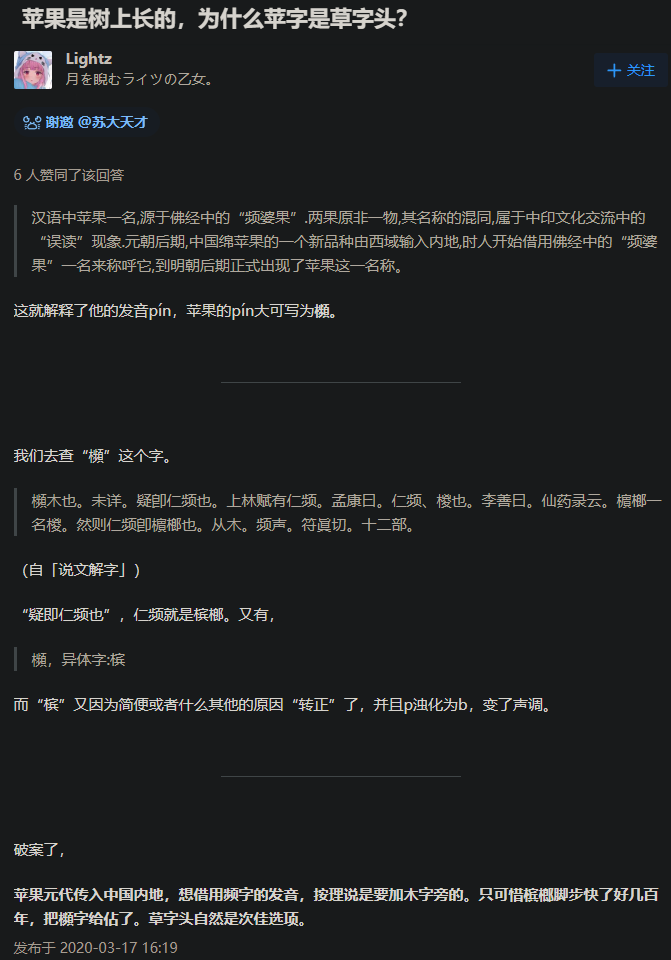 苹果是树上长的，为什么苹字是草字头？
Lightz
月を睨むライツの乙女。
关注
谢邀 @苏大天才
6 人赞同了该回答
汉语中苹果一名,源于佛经中的“频婆果”.两果原非一物,其名称的混同,属于中印文化交流中的
“误读”现象.元朝后期,中国绵苹果的一个新品种由西域输入内地,时人开始借用佛经中的“频婆
果”一名来称呼它,到明朝后期正式出现了苹果这一名称。
这就解释了他的发音pín，苹果的pín大可写为櫇。
我们去查“櫇”这个字。
櫇木也。未详。疑卽仁频也。上林赋有仁频。孟康曰。仁频、椶也。李善曰。仙药录云。槟榔一
名椶。然则仁频卽槟榔也。从木。频声。符眞切。十二部。
（自「说文解字」）
“疑即仁频也”，仁频就是槟榔。又有，
櫇，异体字:槟
而“槟”又因为简便或者什么其他的原因“转正”了，并且p浊化为b，变了声调。
破案了，
苹果元代传入中国内地，想借用频字的发音，按理说是要加木字旁的。只可惜槟榔脚步快了好几百
年，把櫇字给佔了。草字头自然是次佳选项。
发布于 2020-03-17 16:19